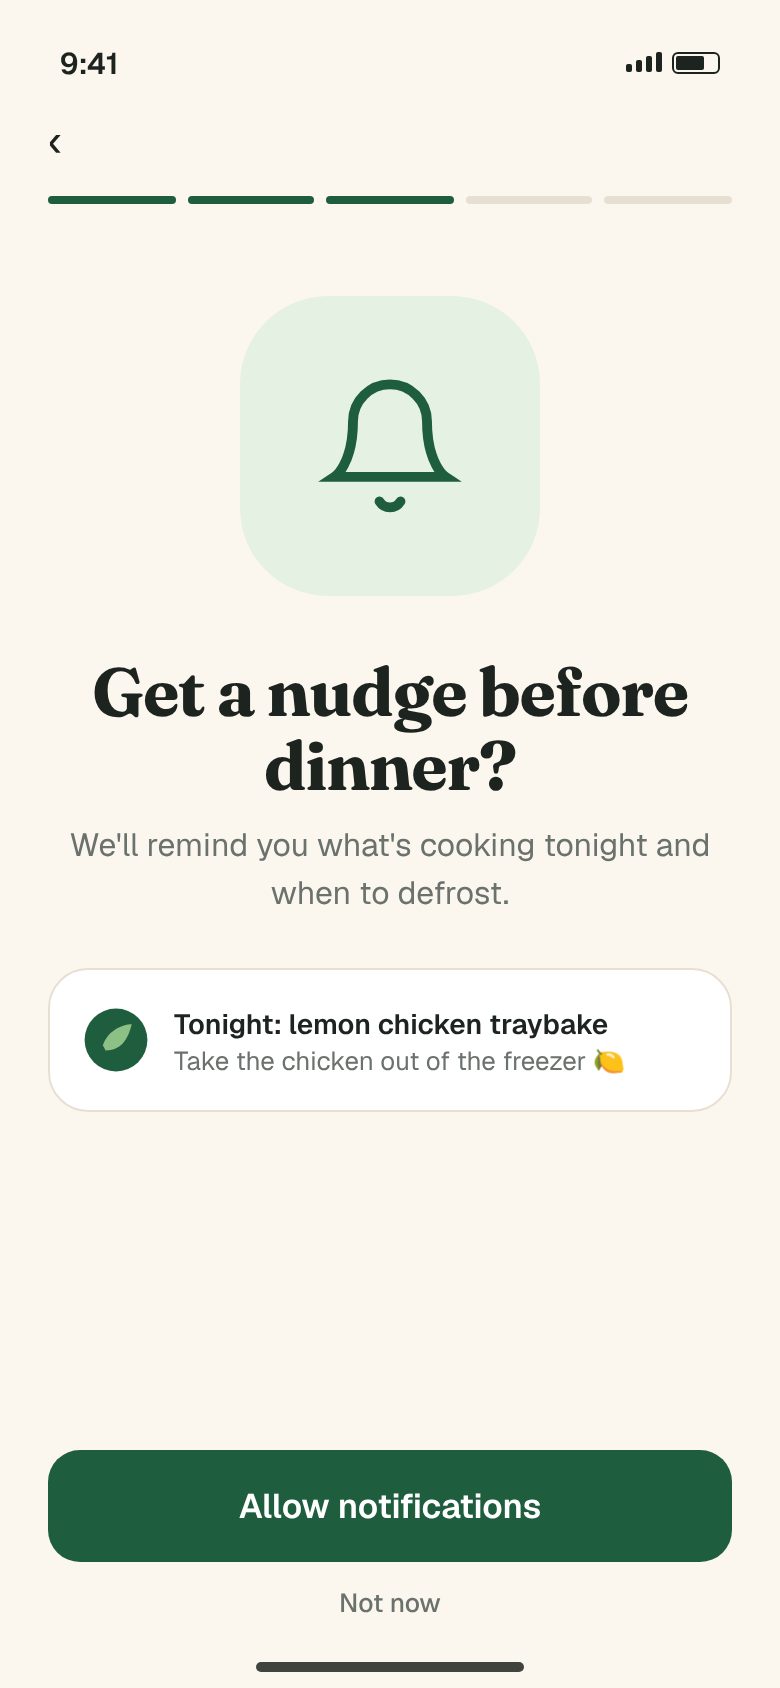 9:41
‹
Get a nudge before
dinner?
We'll remind you what's cooking tonight and
when to defrost.
Tonight: lemon chicken traybake
Take the chicken out of the freezer 🍋
Allow notifications
Not now